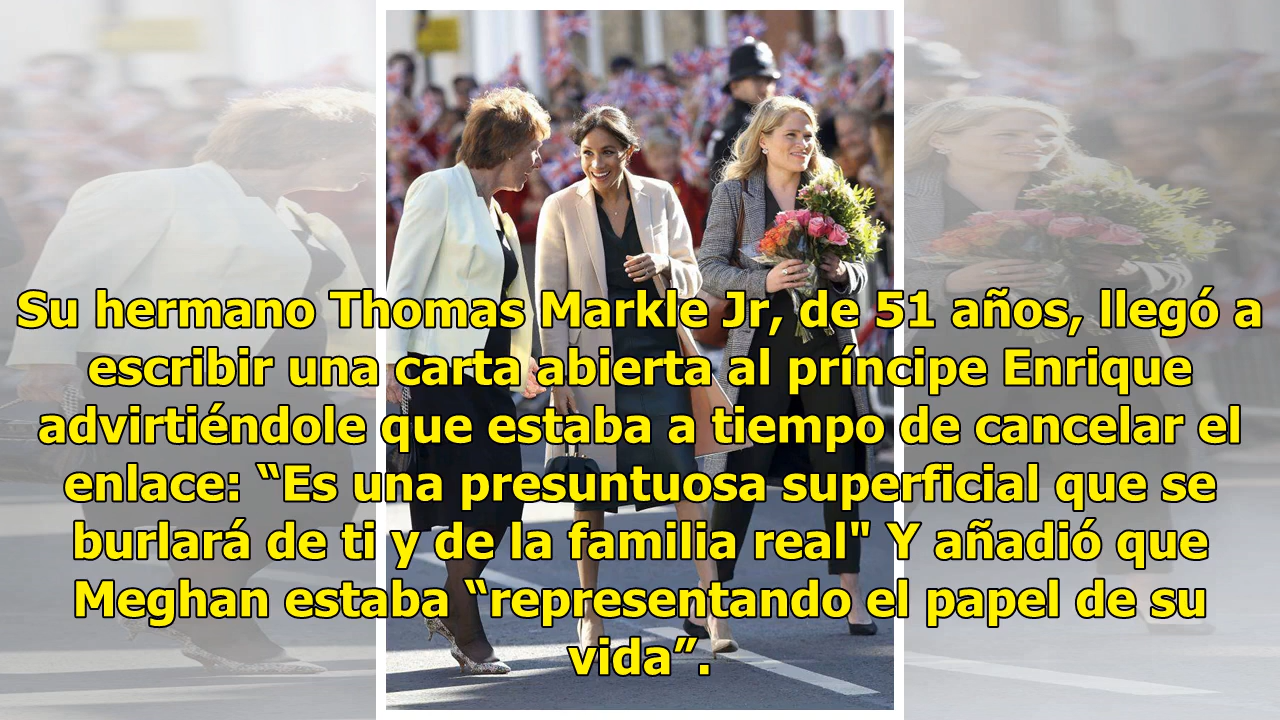 Su hermano Thomas Markle Jr, de 51 años, llegó a
escribir una carta abierta al príncipe Enrique
advirtiéndole que estaba a tiempo de cancelar el
enlace: “Es una presuntuosa superficial que se
burlará de ti y de la familia real" Y añadió que
Meghan estaba “representando el papel de su
vida”.